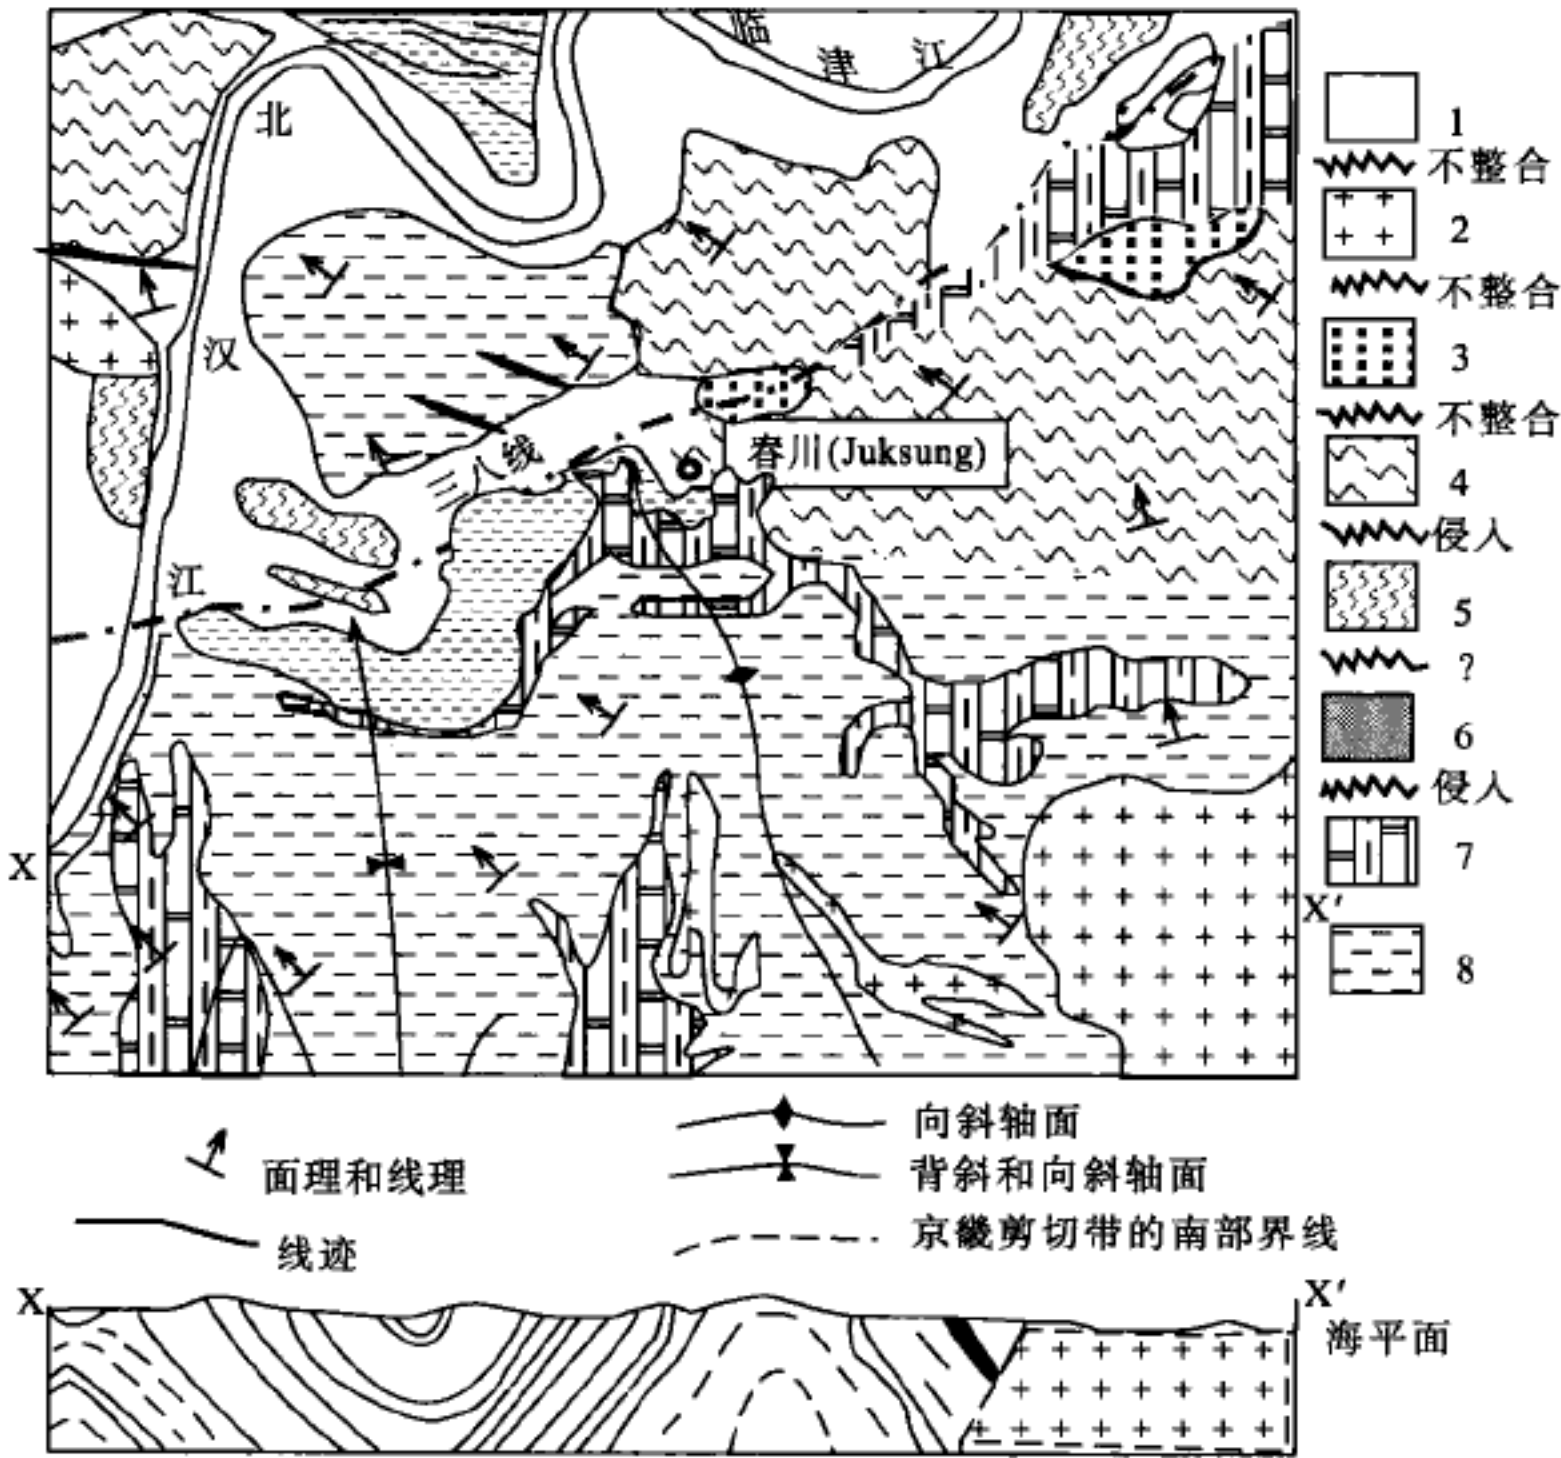 临津江
北汉江
三八线
春川(Juksung)
6
X
X′
1
不整合
2
不整合
3
不整合
4
侵入
5
?
6
侵入
7
8
面理和线理
线迹
向斜轴面
背斜和向斜轴面
京畿剪切带的南部界线
X
X′
海平面